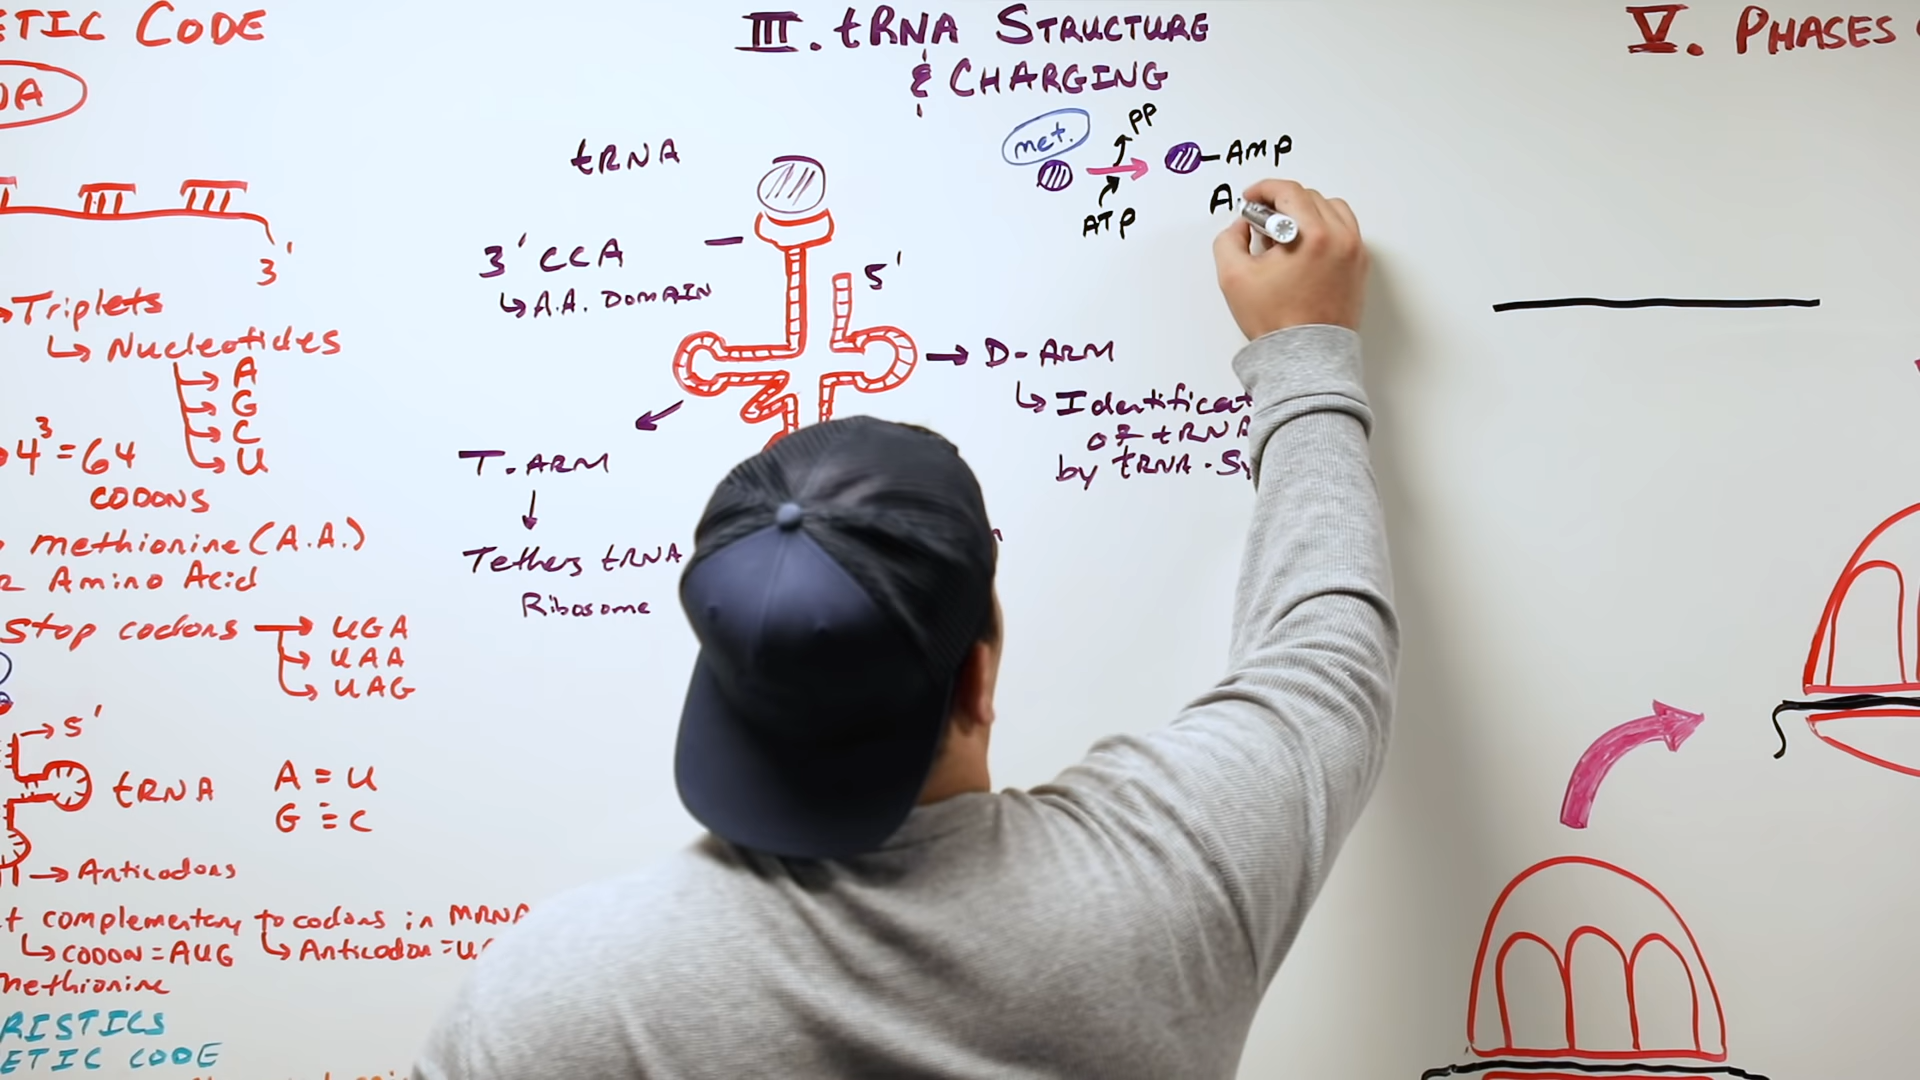 ETIC CODE
DA
3'
Triplets
Nucleotides
A
G
C
U
4³=64
CODONS
methionine (A.A.)
Amino Acid
Stop codons → UGA
UAA
UAG
→5'
tRNA
A = U
G ≡ C
→ Anticodons
complementary to codons in mRNA
↳ CODON = AUG ↳ Anticodon =
methionine
RISTICS
ETIC CODE
III. tRNA STRUCTURE
& CHARGING
tRNA
3' CCA
↳ A.A. DOMAIN
5'
→ D-ARM
↳ Identificat
of tRNA
by tRNA-Sy
T-ARM
↓
Tethers tRNA
Ribosome
met.
PP
ATP
-AMP
A.
V. PHASES